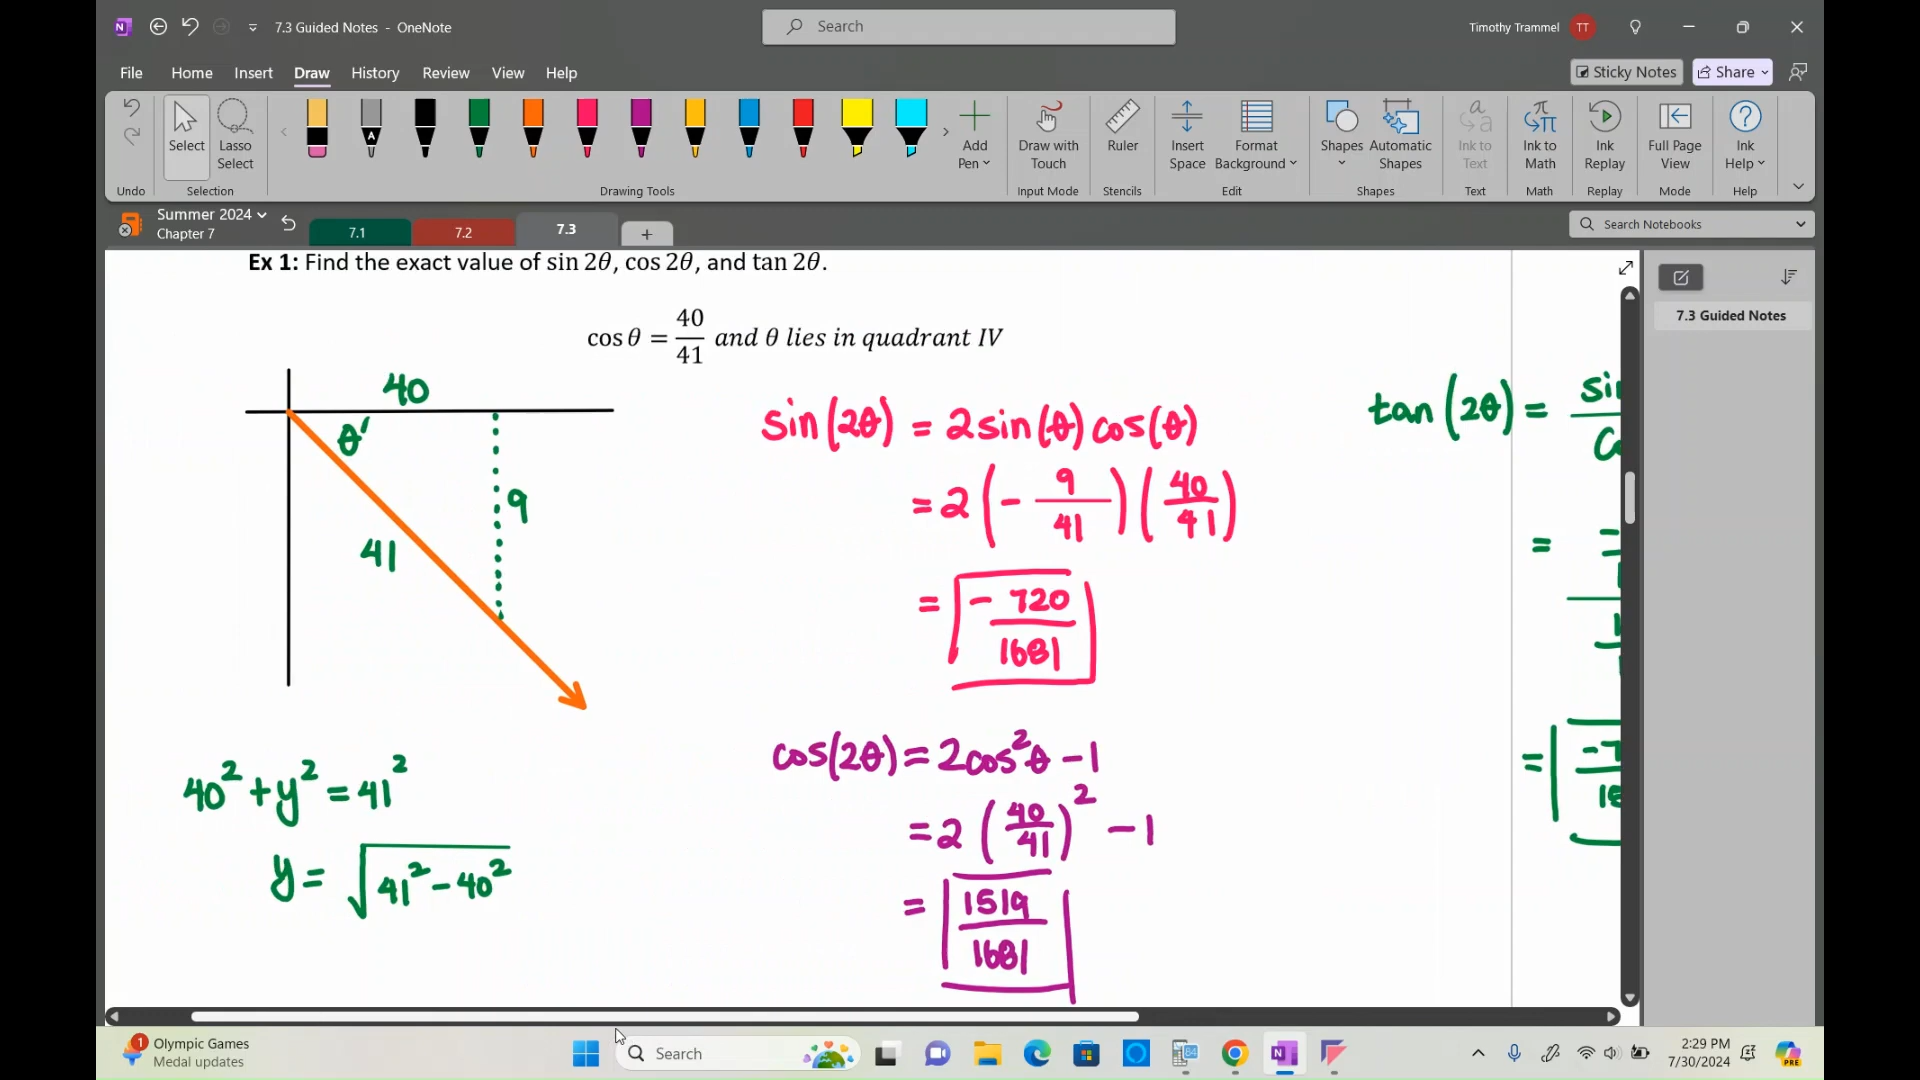 7.3 Guided Notes - OneNote
Search
Timothy Trammel
TT
File Home Insert Draw History Review View Help
Sticky Notes
Share
Undo
Select
Lasso Select
Selection
A
Drawing Tools
Add Pen
Draw with Touch
Input Mode
Ruler
Stencils
Insert Space
Format Background
Edit
Shapes
Automatic Shapes
Shapes
Ink to Text
Text
Ink to Math
Math
Ink Replay
Replay
Full Page View
Mode
Ink Help
Help
Summer 2024
Chapter 7
7.1
7.2
7.3
Search Notebooks
7.3 Guided Notes
Ex 1: Find the exact value of sin 2θ, cos 2θ, and tan 2θ.
cos θ = 40/41 and θ lies in quadrant IV
40
θ'
9
41
40² + y² = 41²
y = √(41² - 40²)
sin(2θ) = 2sin(θ)cos(θ)
= 2(-9/41)(40/41)
= -720/1681
cos(2θ) = 2cos²θ - 1
= 2(40/41)² - 1
= 1519/1681
tan(2θ) =
=
=
1
Olympic Games
Medal updates
Search
2:29 PM
7/30/2024
PRE